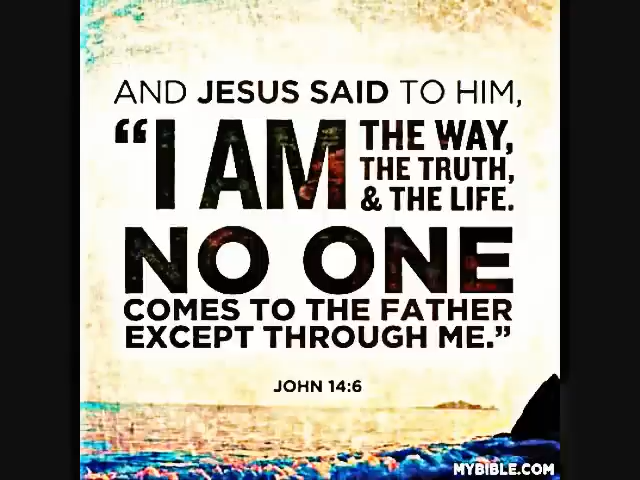 AND JESUS SAID TO HIM,
“I AM THE WAY,
THE TRUTH,
& THE LIFE.
NO ONE
COMES TO THE FATHER
EXCEPT THROUGH ME.”
JOHN 14:6
MYBIBLE.COM